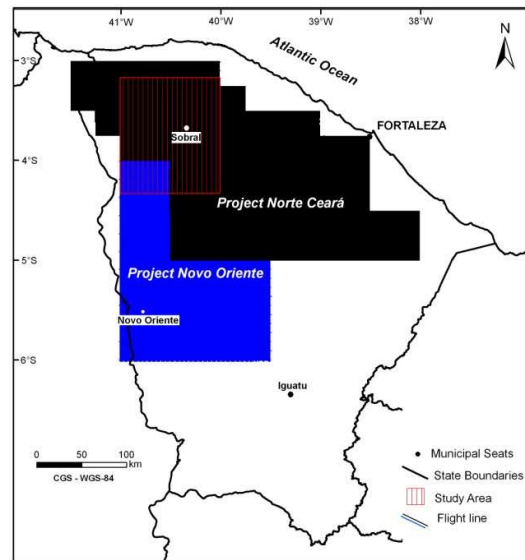 41°W 40°W 39°W 38°W
N
Atlantic Ocean
3°S
FORTALEZA
Sobral
4°S
Project Norte Ceará
5°S
Project Novo Oriente
Novo Oriente
6°S
Iguatu
0 50 100
km
CGS - WGS-84
Municipal Seats
State Boundaries
Study Area
Flight line